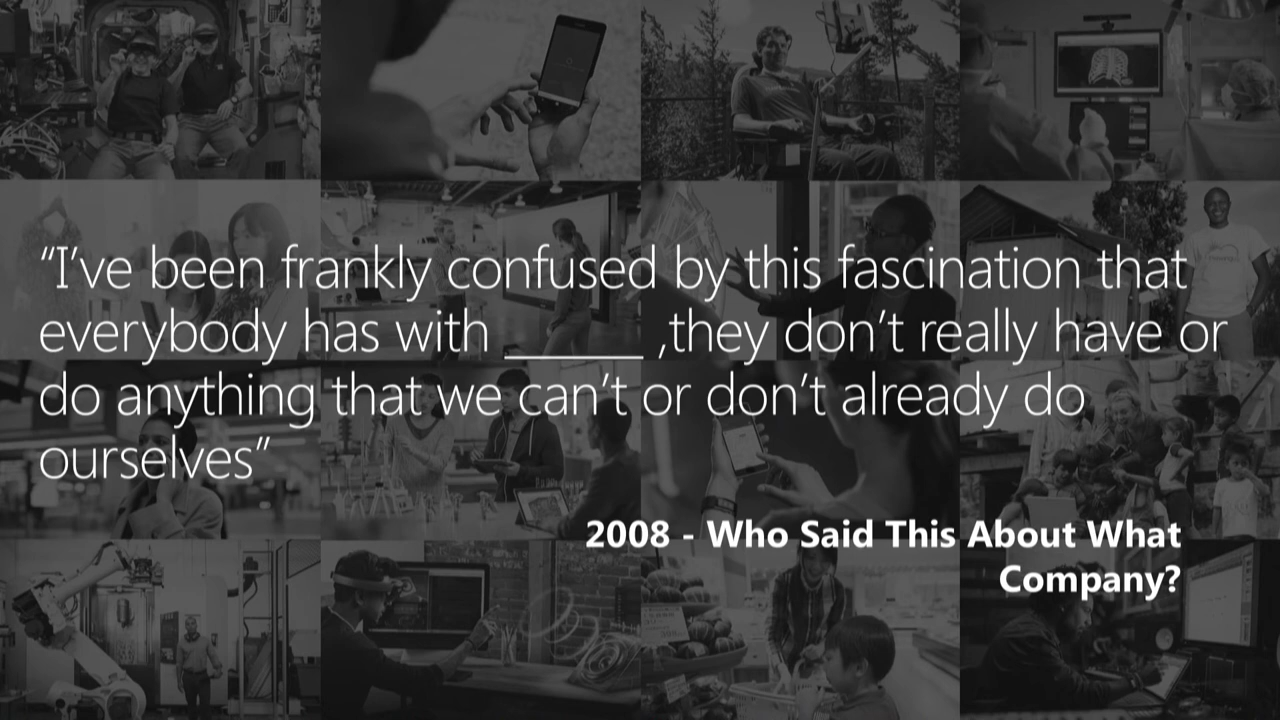 “I’ve been frankly confused by this fascination that
everybody has with ______ ,they don’t really have or
do anything that we can’t or don’t already do
ourselves”
2008 - Who Said This About What
Company?